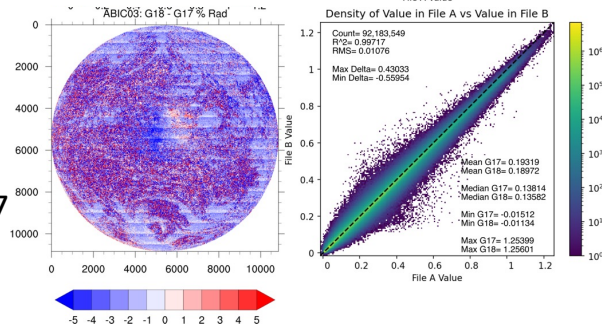 ABIC03: G18 - G17 % Rad
0
2000
4000
6000
8000
10000
0 2000 4000 6000 8000 10000
-5 -4 -3 -2 -1 0 1 2 3 4 5
7
Density of Value in File A vs Value in File B
Count= 92,183,549
R^2= 0.99717
RMS= 0.01076
Max Delta= 0.43033
Min Delta= -0.55954
Mean G17= 0.19319
Mean G18= 0.18972
Median G17= 0.13814
Median G18= 0.13582
Min G17= -0.01512
Min G18= -0.01134
Max G17= 1.25399
Max G18= 1.25601
File B Value
1.2
1
0.8
0.6
0.4
0.2
0
0 0.2 0.4 0.6 0.8 1 1.2
File A Value
10^6
10^5
10^4
10^3
10^2
10^1
10^0